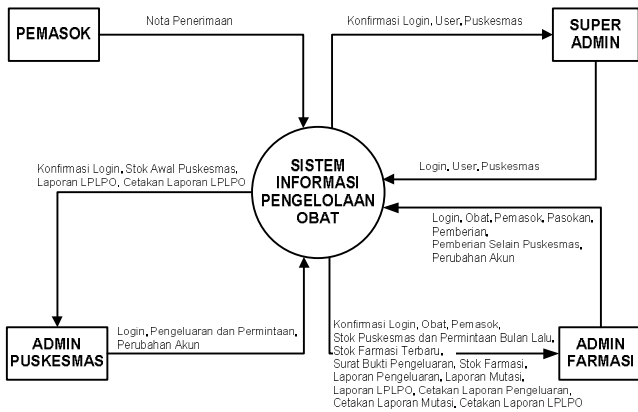 PEMASOK
Nota Penerimaan
Konfirmasi Login, User, Puskesmas
SUPER
ADMIN
Konfirmasi Login, Stok Awal Puskesmas,
Laporan LPLPO, Cetakan Laporan LPLPO
SISTEM
INFORMASI
PENGELOLAAN
OBAT
Login, User, Puskesmas
Login, Obat, Pemasok, Pasokan,
Pemberian,
Pemberian Selain Puskesmas,
Perubahan Akun
ADMIN
PUSKESMAS
Login, Pengeluaran dan Permintaan,
Perubahan Akun
Konfirmasi Login, Obat, Pemasok,
Stok Puskesmas dan Permintaan Bulan Lalu,
Stok Farmasi Terbaru,
Surat Bukti Pengeluaran, Stok Farmasi,
Laporan Pengeluaran, Laporan Mutasi,
Laporan LPLPO, Cetakan Laporan Pengeluaran,
Cetakan Laporan Mutasi, Cetakan Laporan LPLPO
ADMIN
FARMASI